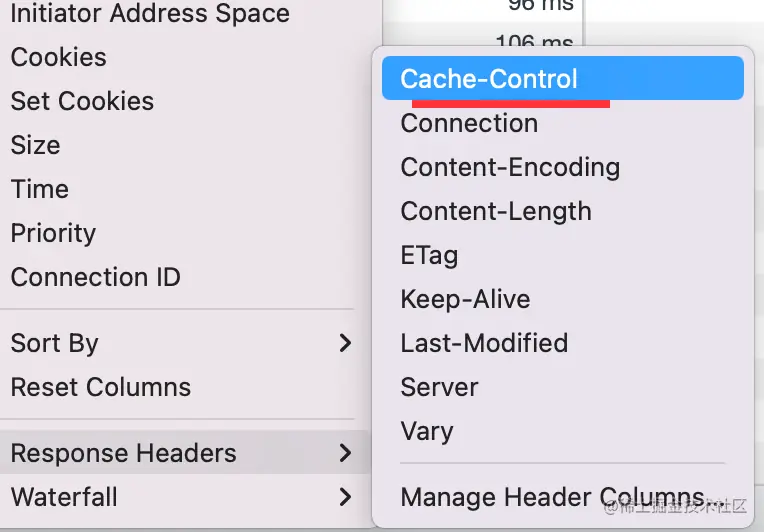 96 ms
106 ms
Initiator Address Space
Cookies
Set Cookies
Size
Time
Priority
Connection ID
Sort By
Reset Columns
Response Headers
Waterfall
Cache-Control
Connection
Content-Encoding
Content-Length
ETag
Keep-Alive
Last-Modified
Server
Vary
Manage Header Columns...
@稀土掘金技术社区